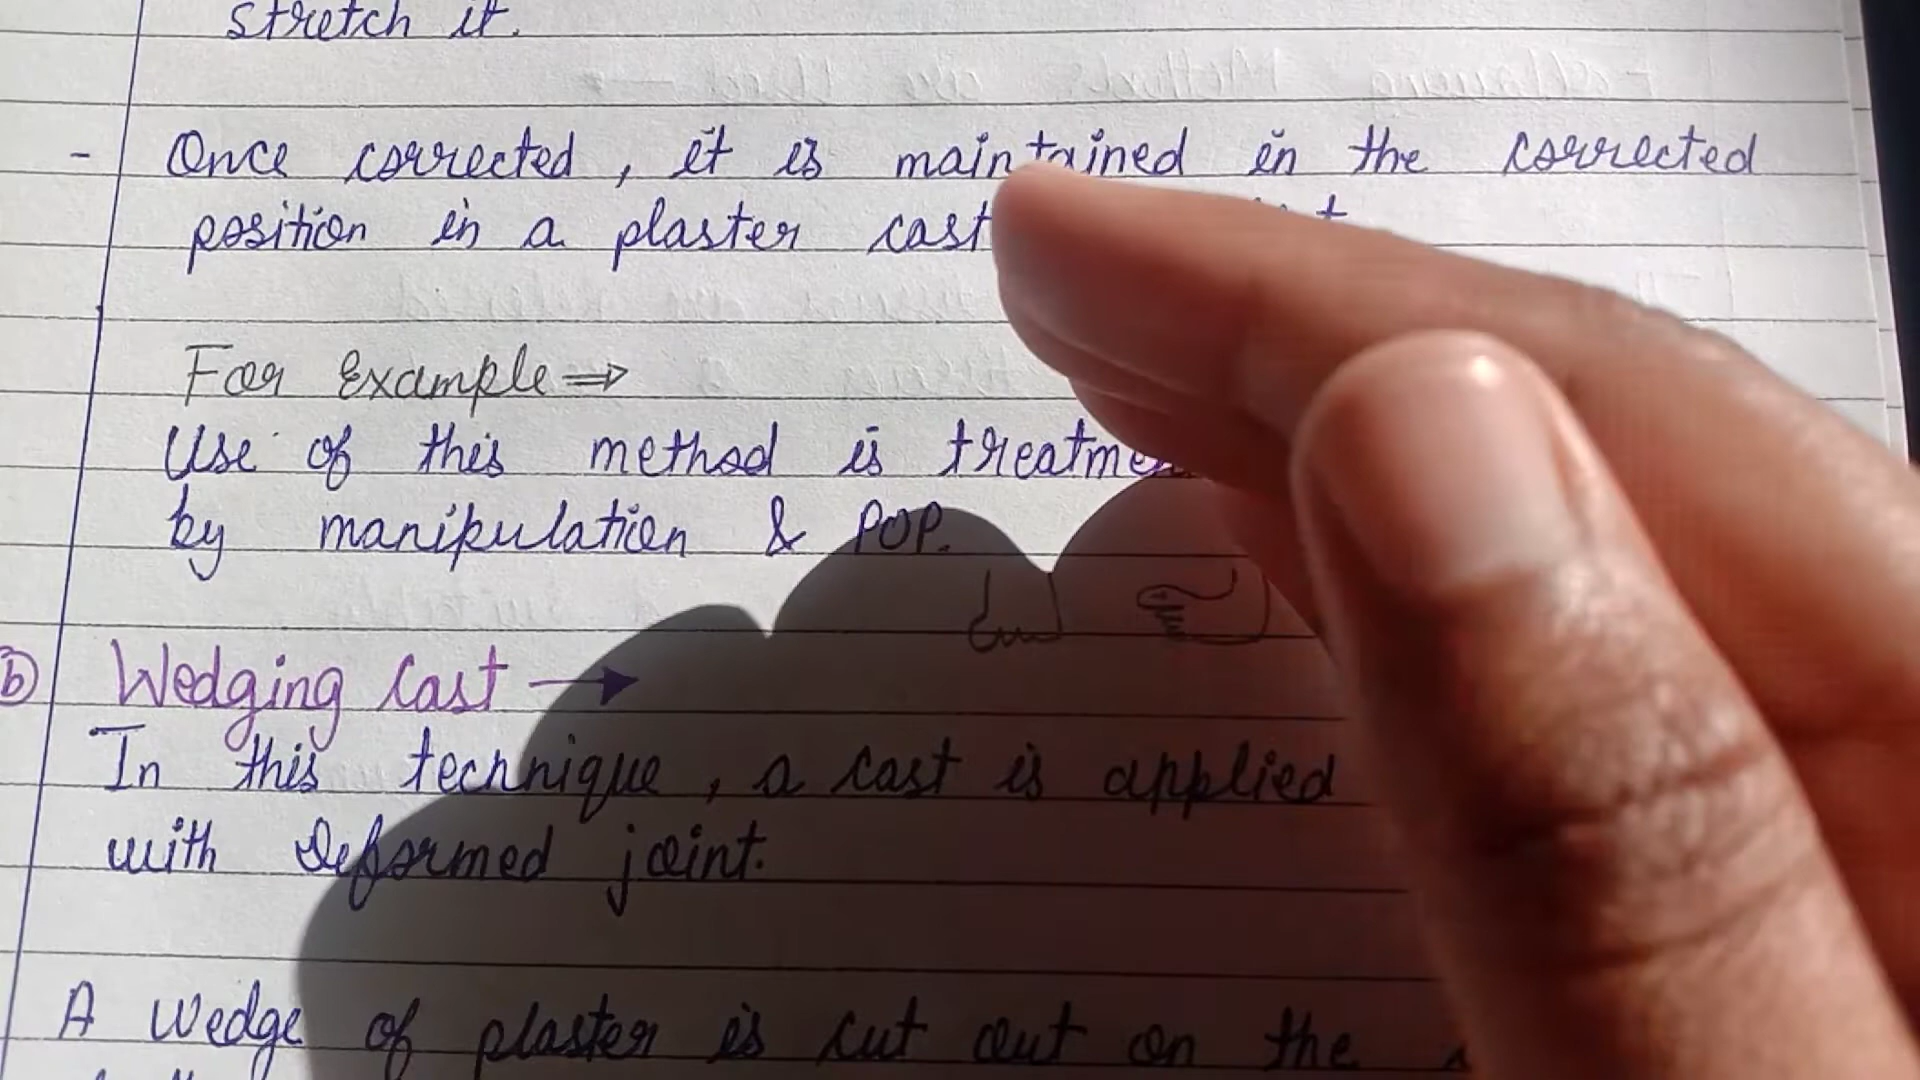 stretch it.
- Once corrected, it is maintained in the corrected
position in a plaster cast
For Example ⇒
Use of this method is
by manipulation & POP.
b) Wedging Cast →
In this technique, a cast is applied
with deformed joint.
A wedge of plaster is cut out on the